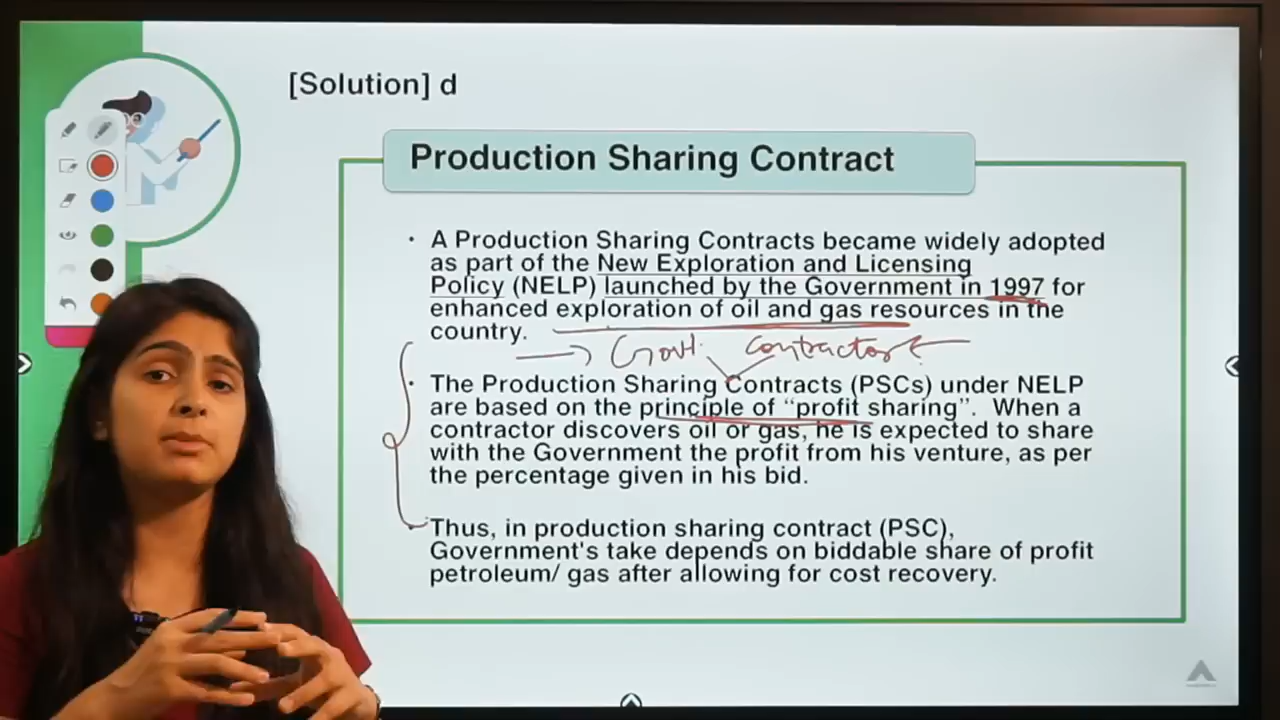 [Solution] d
Production Sharing Contract
· A Production Sharing Contracts became widely adopted
as part of the New Exploration and Licensing
Policy (NELP) launched by the Government in 1997 for
enhanced exploration of oil and gas resources in the
country.
Govt. Contractor
· The Production Sharing Contracts (PSCs) under NELP
are based on the principle of “profit sharing”. When a
contractor discovers oil or gas, he is expected to share
with the Government the profit from his venture, as per
the percentage given in his bid.
· Thus, in production sharing contract (PSC),
Government's take depends on biddable share of profit
petroleum/ gas after allowing for cost recovery.